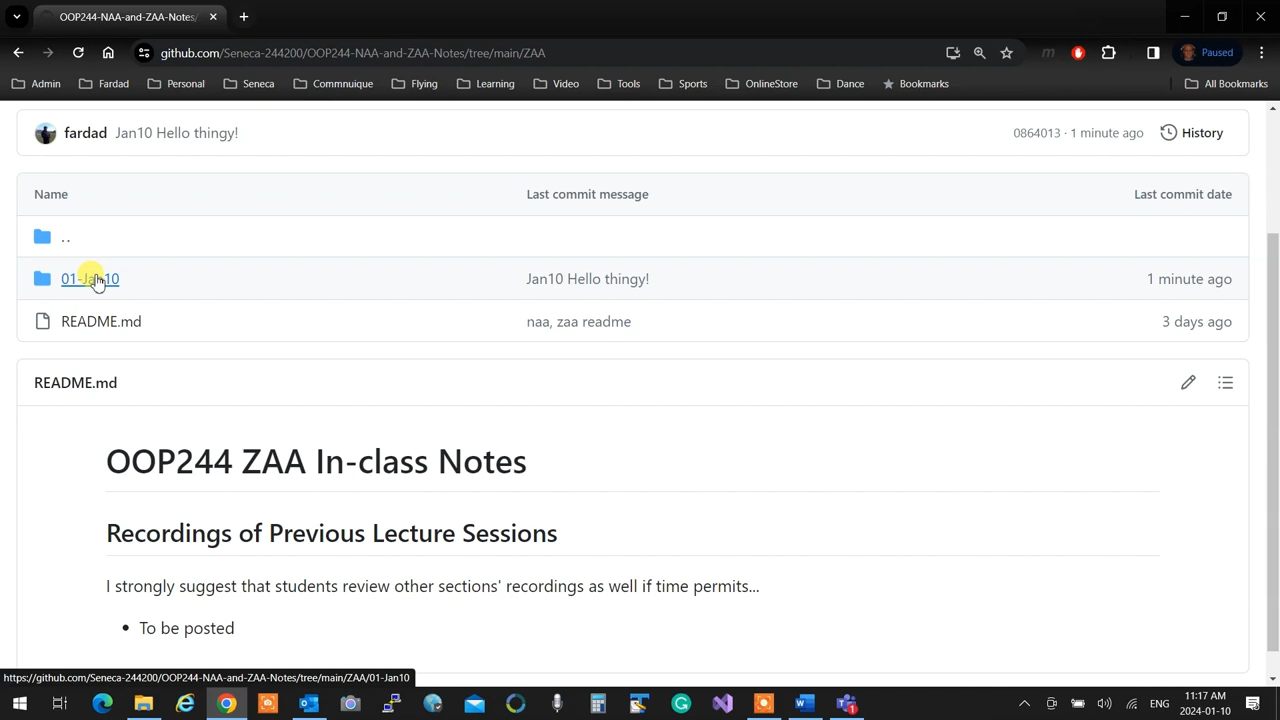 OOP244-NAA-and-ZAA-Notes/
github.com/Seneca-244200/OOP244-NAA-and-ZAA-Notes/tree/main/ZAA
Paused
Admin Fardad Personal Seneca Commnuique Flying Learning Video Tools Sports OnlineStore Dance Bookmarks All Bookmarks
fardad Jan10 Hello thingy! 0864013 · 1 minute ago History
Name Last commit message Last commit date
..
01-Jan10 Jan10 Hello thingy! 1 minute ago
README.md naa, zaa readme 3 days ago
README.md
OOP244 ZAA In-class Notes
Recordings of Previous Lecture Sessions
I strongly suggest that students review other sections' recordings as well if time permits...
• To be posted
https://github.com/Seneca-244200/OOP244-NAA-and-ZAA-Notes/tree/main/ZAA/01-Jan10
ENG 11:17 AM
2024-01-10